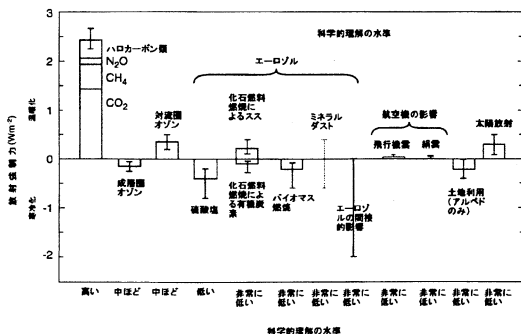 科学的理解の水準
3
2
1
0
-1
-2
放射強制力(Wm⁻²)
温暖化
寒冷化
ハロカーボン類
N₂O
CH₄
CO₂
成層圏
オゾン
対流圏
オゾン
エーロゾル
硫酸塩
化石燃料
燃焼に
よるスス
化石燃料
燃焼によ
る有機炭
素
バイオマス
燃焼
ミネラル
ダスト
エーロゾ
ルの間接
的影響
航空機の影響
飛行機雲
絹雲
土地利用
(アルベド
のみ)
太陽放射
高い
中ほど
中ほど
低い
非常に
低い
非常に
低い
非常に
低い
非常に
低い
非常に
低い
非常に
低い
非常に
低い
非常に
低い
科学的理解の水準